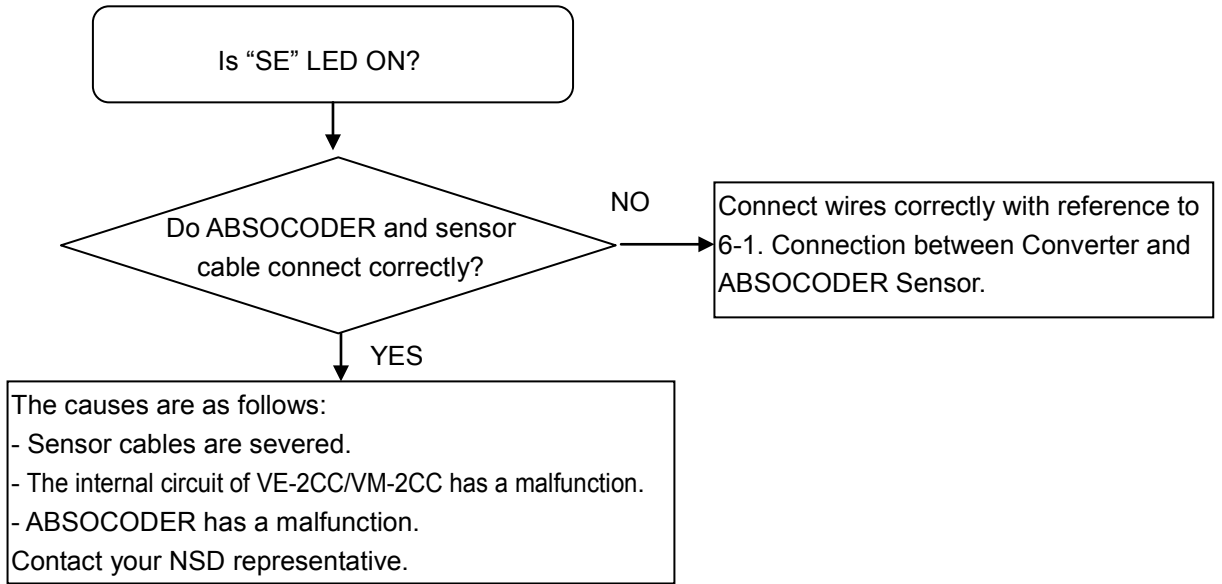 Is “SE” LED ON?
Do ABSOCODER and sensor
cable connect correctly?
NO
Connect wires correctly with reference to
6-1. Connection between Converter and
ABSOCODER Sensor.
YES
The causes are as follows:
- Sensor cables are severed.
- The internal circuit of VE-2CC/VM-2CC has a malfunction.
- ABSOCODER has a malfunction.
Contact your NSD representative.